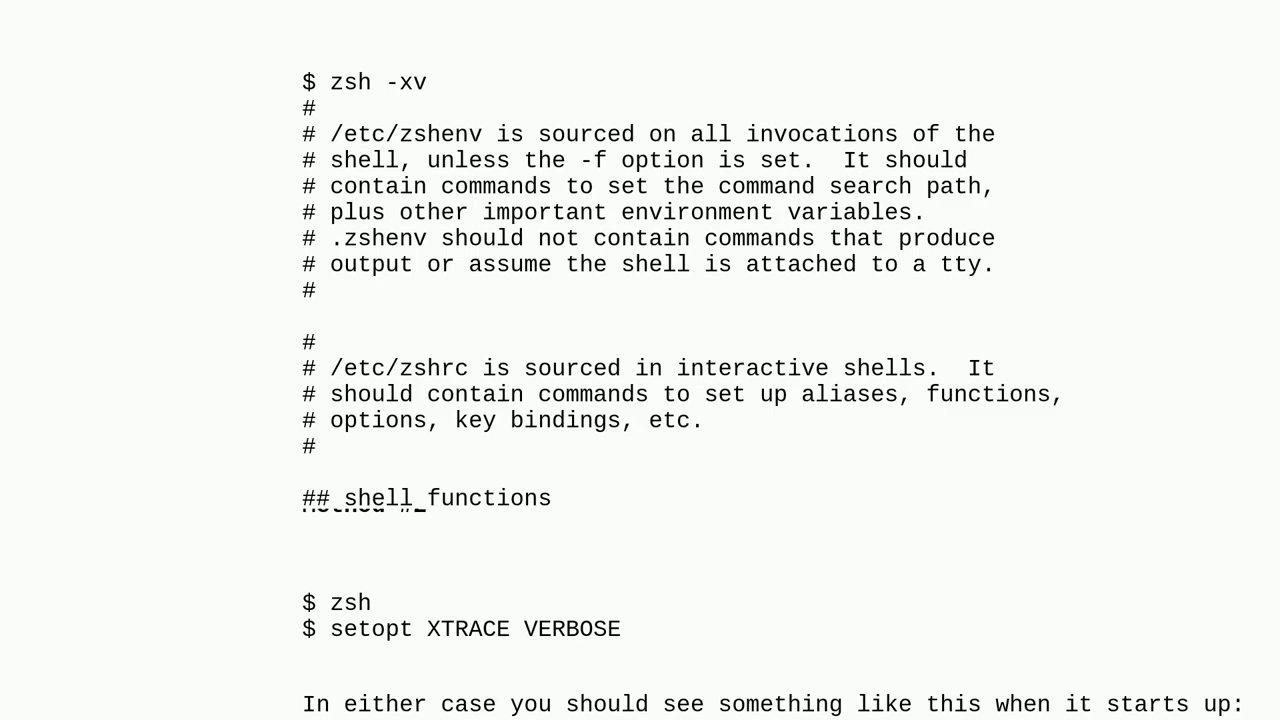 $ zsh -xv
#
# /etc/zshenv is sourced on all invocations of the
# shell, unless the -f option is set.  It should
# contain commands to set the command search path,
# plus other important environment variables.
# .zshenv should not contain commands that produce
# output or assume the shell is attached to a tty.
#
#
# /etc/zshrc is sourced in interactive shells.  It
# should contain commands to set up aliases, functions,
# options, key bindings, etc.
#
## shell functions
$ zsh
$ setopt XTRACE VERBOSE
In either case you should see something like this when it starts up: